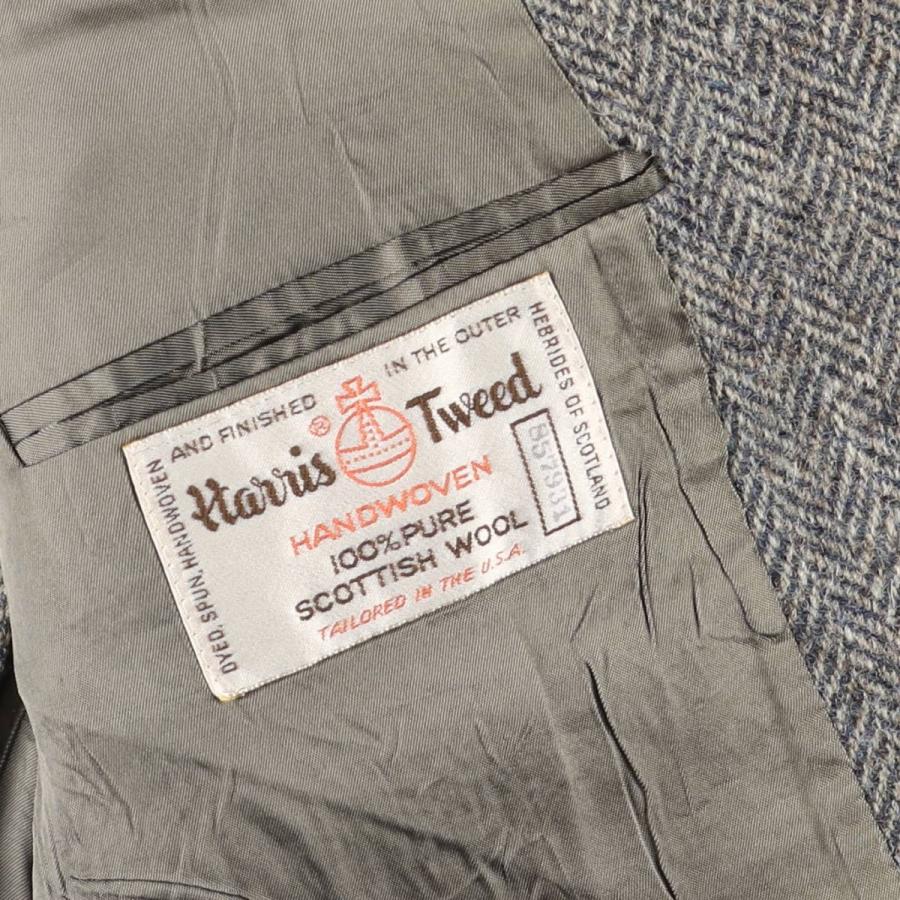 DYED, SPUN, HANDWOVEN
AND FINISHED
IN THE OUTER
HEBRIDES OF SCOTLAND
Harris ® Tweed
HANDWOVEN
100% PURE
SCOTTISH WOOL
TAILORED IN THE U.S.A.
857931